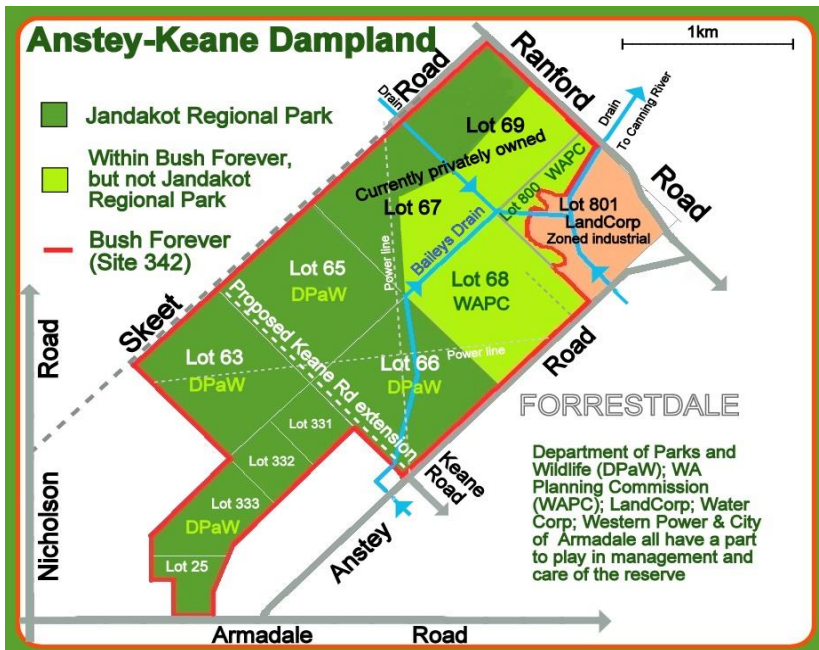 Anstey-Keane Dampland
Jandakot Regional Park
Within Bush Forever,
but not Jandakot
Regional Park
Bush Forever
(Site 342)
1km
Road
Ranford
Road
Drain
Drain
To Canning River
Lot 69
Currently privately owned
Lot 67
WAPC
Lot 800
Lot 801
LandCorp
Zoned industrial
Baileys Drain
Power line
Lot 65
DPaW
Lot 68
WAPC
Skeet
Proposed Keane Rd extension
Lot 63
DPaW
Lot 66
DPaW
Power line
Road
Lot 331
Lot 332
Lot 333
DPaW
Lot 25
Keane
Road
Anstey
Road
Nicholson
Armadale
Road
FORRESTDALE
Department of Parks and
Wildlife (DPaW); WA
Planning Commission
(WAPC); LandCorp; Water
Corp; Western Power & City
of Armadale all have a part
to play in management and
care of the reserve